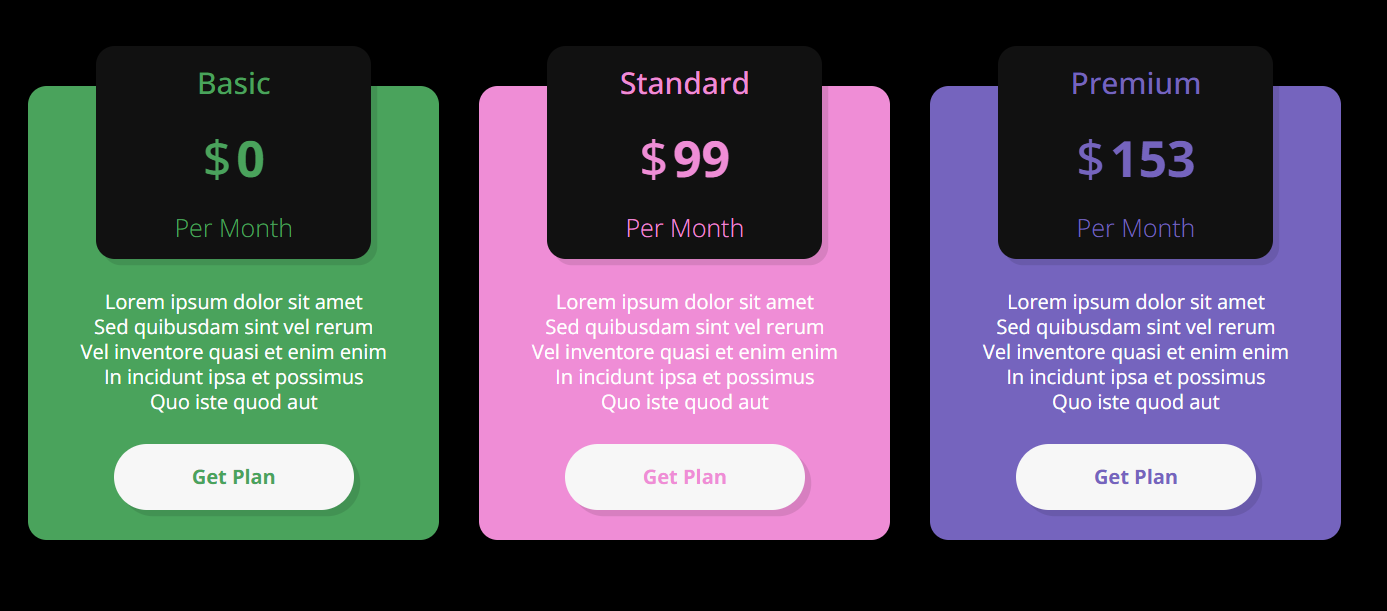 Basic
$ 0
Per Month
Lorem ipsum dolor sit amet
Sed quibusdam sint vel rerum
Vel inventore quasi et enim enim
In incidunt ipsa et possimus
Quo iste quod aut
Get Plan
Standard
$ 99
Per Month
Lorem ipsum dolor sit amet
Sed quibusdam sint vel rerum
Vel inventore quasi et enim enim
In incidunt ipsa et possimus
Quo iste quod aut
Get Plan
Premium
$ 153
Per Month
Lorem ipsum dolor sit amet
Sed quibusdam sint vel rerum
Vel inventore quasi et enim enim
In incidunt ipsa et possimus
Quo iste quod aut
Get Plan